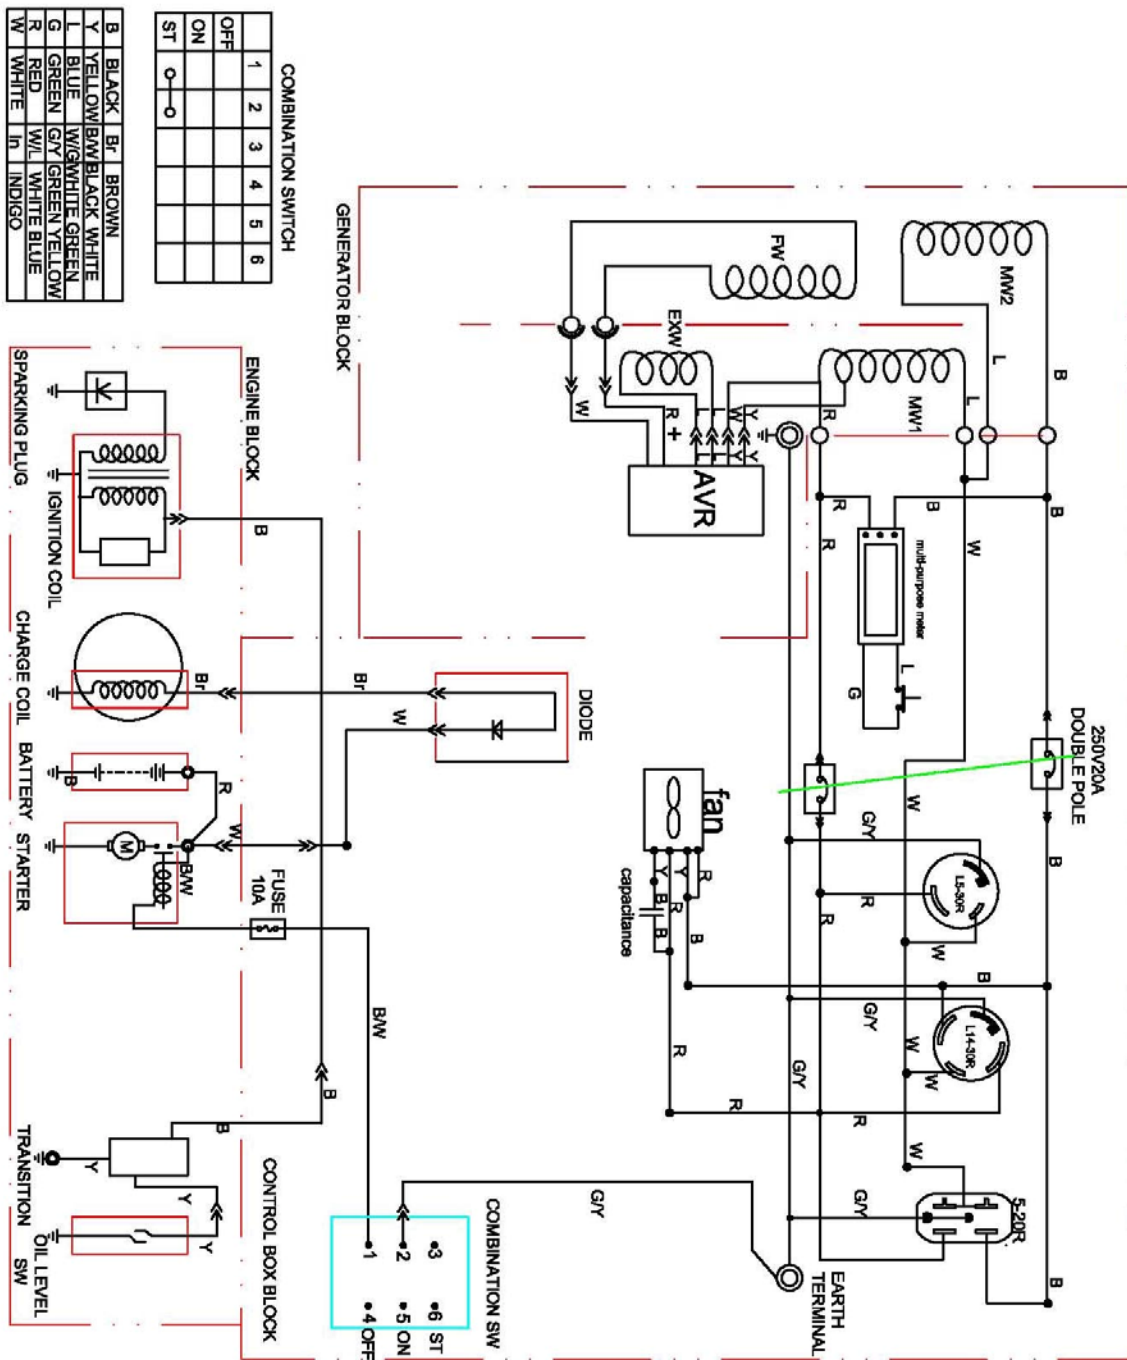 COMBINATION SWITCH
1 2 3 4 5 6
OFF
ON
ST
B BLACK Br BROWN
Y YELLOW B/W BLACK WHITE
L BLUE W/G WHITE GREEN
G GREEN G/Y GREEN YELLOW
R RED W/L WHITE BLUE
W WHITE In INDIGO
GENERATOR BLOCK
MW2
FW
EXW
MW1
L
B
L
R
W
R
+
L
L
W
Y
L
L
Y
Y
AVR
R
R
B
W
B
multi-purpose meter
L
G
250V20A
DOUBLE POLE
ENGINE BLOCK
SPARKING PLUG
IGNITION COIL
B
CHARGE COIL
Br
Br
W
DIODE
BATTERY
B
R
STARTER
M
W
B/W
FUSE
10A
B/W
fan
R
Y
R
Y
B
B
B
capacitance
G/Y
W
B
L5-30R
R
R
W
B
G/Y
L14-30R
W
W
R
R
R
G/Y
W
G/Y
5-20R
B
EARTH
TERMINAL
G/Y
B
B
TRANSITION
Y
Y
Y
OIL LEVEL
SW
CONTROL BOX BLOCK
COMBINATION SW
3 6 ST
2 5 ON
1 4 OFF